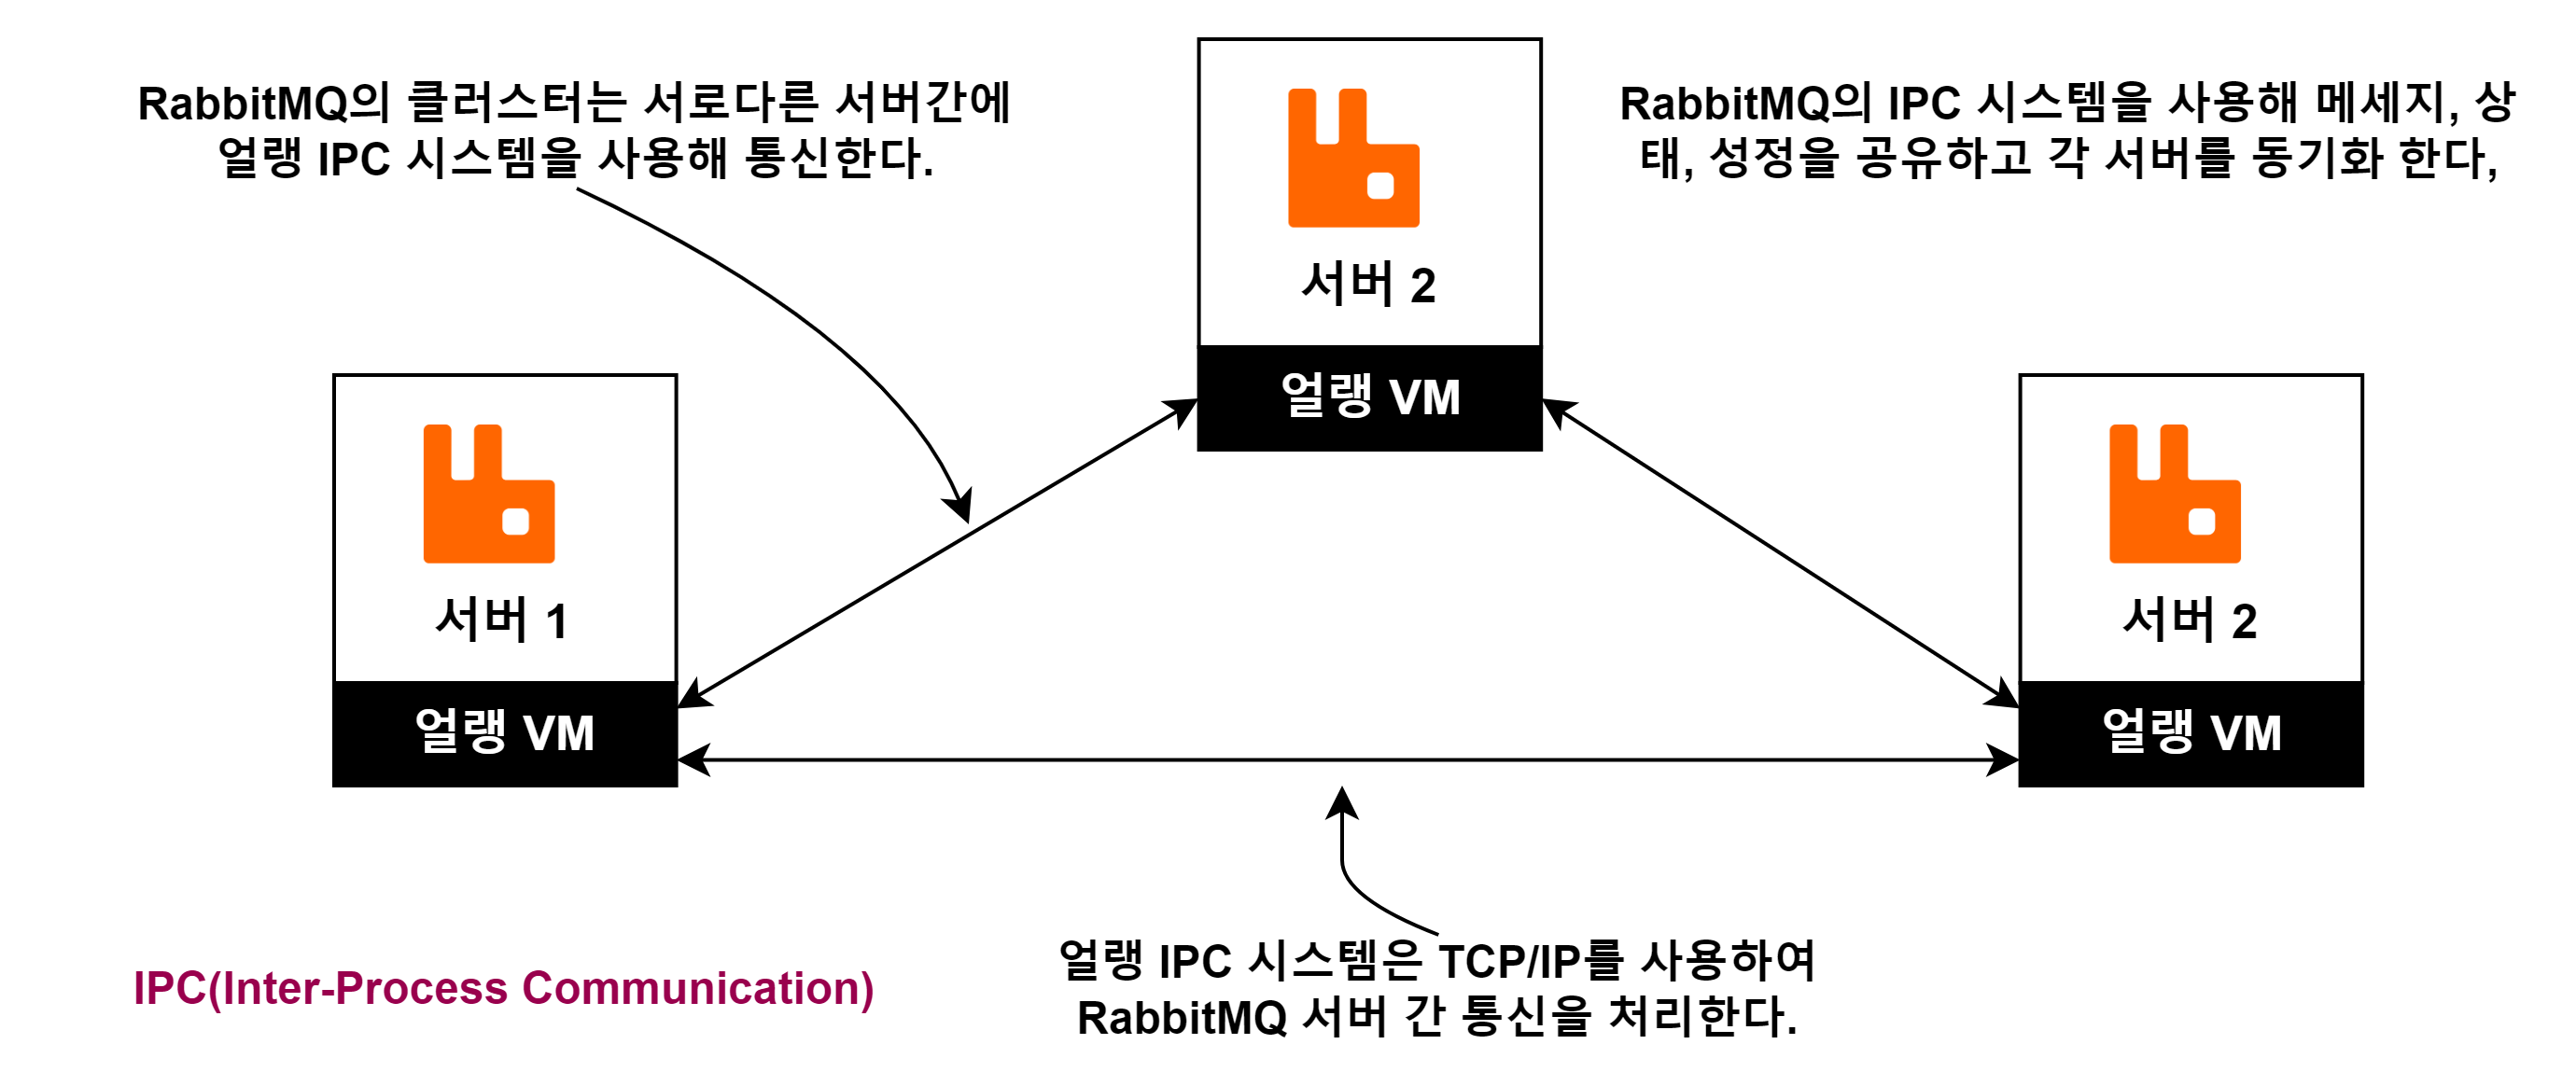 RabbitMQ의 클러스터는 서로다른 서버간에
얼랭 IPC 시스템을 사용해 통신한다.
RabbitMQ의 IPC 시스템을 사용해 메세지, 상
태, 성정을 공유하고 각 서버를 동기화 한다,
서버 2
얼랭 VM
서버 1
얼랭 VM
서버 2
얼랭 VM
얼랭 IPC 시스템은 TCP/IP를 사용하여
RabbitMQ 서버 간 통신을 처리한다.
IPC(Inter-Process Communication)